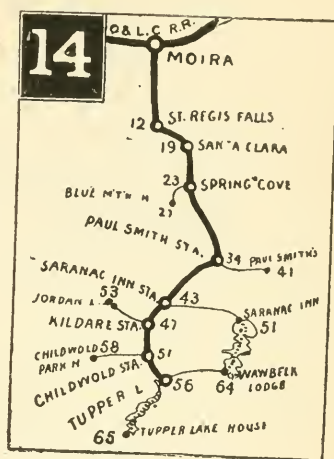 14
O & L. C R.R.
MOIRA
12 ST. REGIS FALLS
19 SANTA CLARA
23 SPRING COVE
BLUE M'T'N H
27
PAUL SMITH STA.
34 PAUL SMITH'S
41
SARANAC INN STA.
43
JORDAN L. 53
SARANAC INN
51
KILDARE STA. 47
CHILDWOLD 58
PARK H
CHILDWOLD STA. 51
56
64 WAWBEEK
LODGE
TUPPER L
65 TUPPER LAKE HOUSE